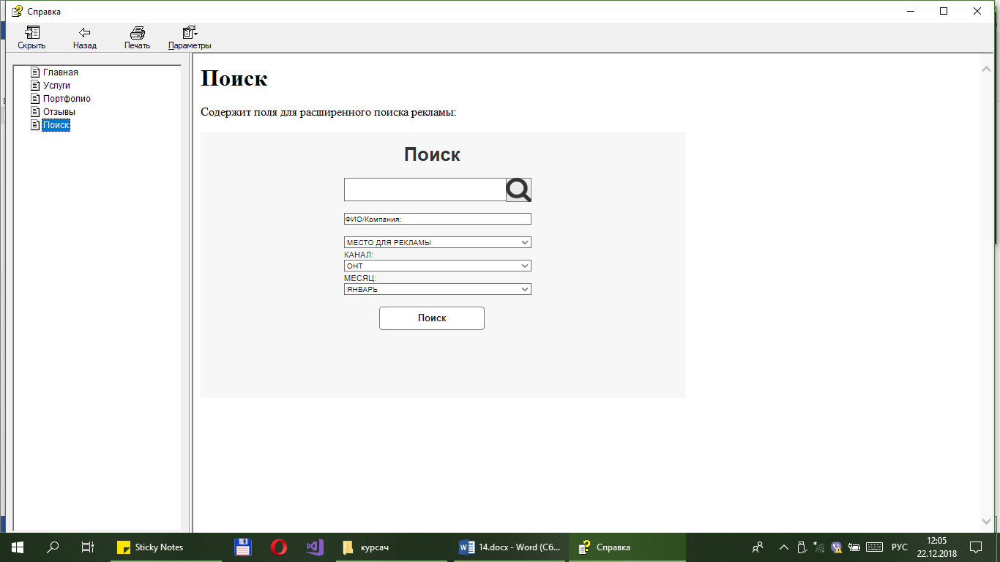 Справка
Скрыть
Назад
Печать
Параметры
Главная
Услуги
Портфолио
Отзывы
Поиск
Поиск
Содержит поля для расширенного поиска рекламы:
Поиск
ФИО/Компания:
МЕСТО ДЛЯ РЕКЛАМЫ
КАНАЛ:
ОНТ
МЕСЯЦ:
ЯНВАРЬ
Поиск
Sticky Notes
курсач
14.docx - Word (Сб...
Справка
РУС
12:05
22.12.2018